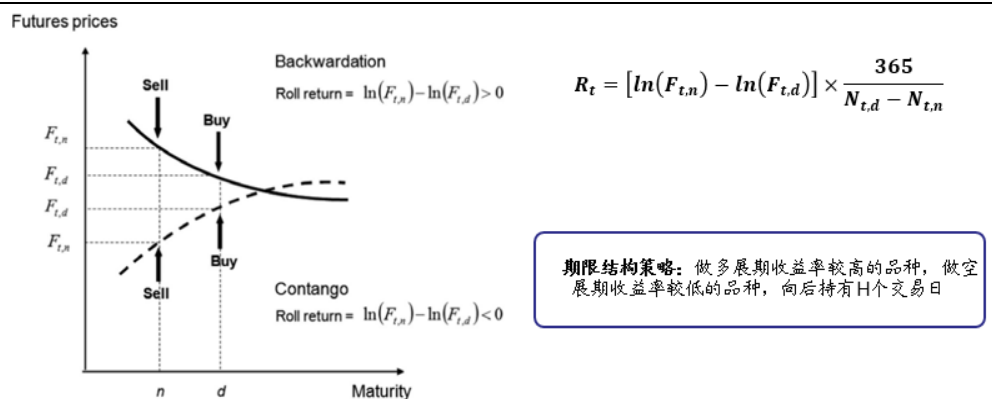 Futures prices
Backwardation
Roll return = ln(F_{t,n})−ln(F_{t,d})>0
Sell
Buy
F_{t,n}
F_{t,d}
F_{t,d}
F_{t,n}
Buy
Sell
Contango
Roll return = ln(F_{t,n})−ln(F_{t,d})<0
n
d
Maturity
R_t = [ln(F_{t,n}) − ln(F_{t,d})] × 365 / (N_{t,d} − N_{t,n})
期限结构策略：做多展期收益率较高的品种，做空
展期收益率较低的品种，向后持有H个交易日